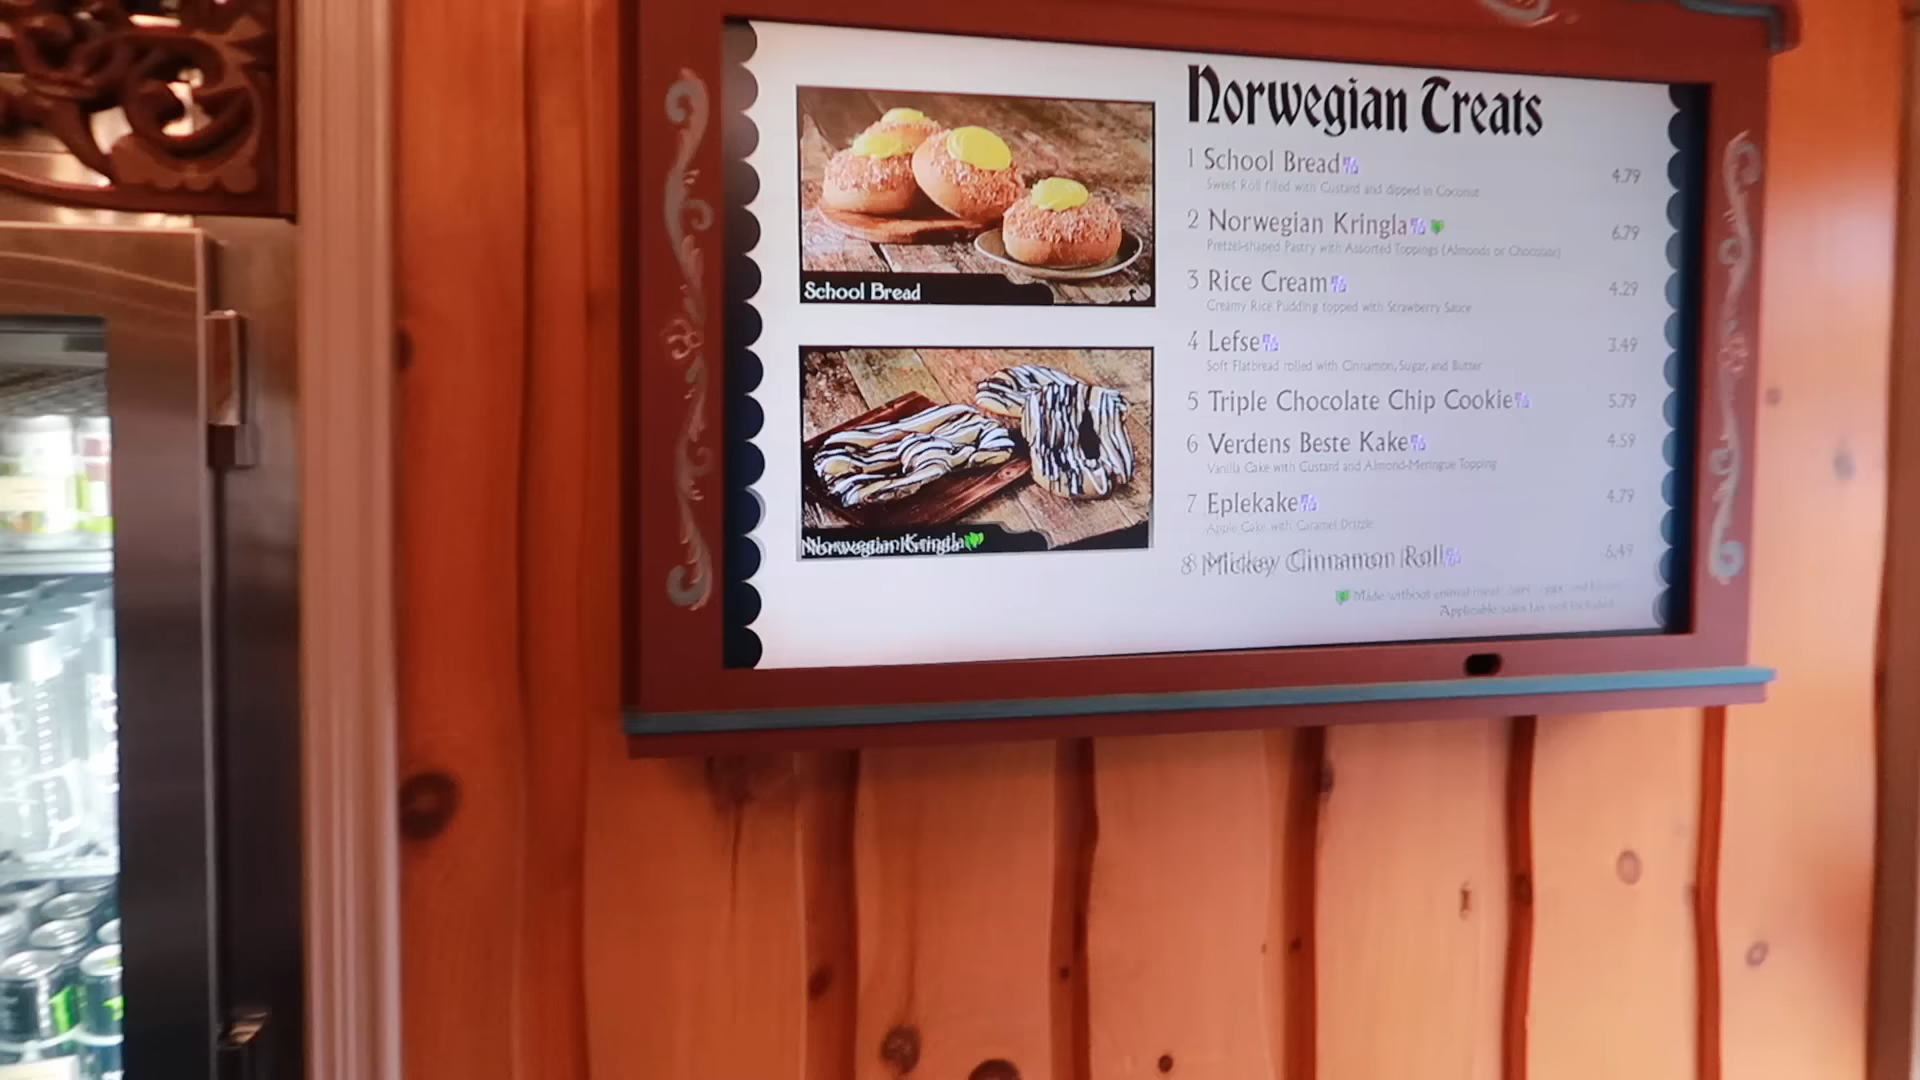 Norwegian Treats
1 School Bread 4.79
Sweet Roll filled with Custard and dipped in Coconut
2 Norwegian Kringla 6.79
Pretzel-shaped Pastry with Assorted Toppings (Almonds or Chocolate)
3 Rice Cream 4.29
Creamy Rice Pudding topped with Strawberry Sauce
4 Lefse 3.49
Soft Flatbread rolled with Cinnamon, Sugar, and Butter
5 Triple Chocolate Chip Cookie 5.79
6 Verdens Beste Kake 4.59
Vanilla Cake with Custard and Almond-Meringue Topping
7 Eplekake 4.79
Apple Cake with Caramel Drizzle
8 Mickey Cinnamon Roll 6.49
Made without animal meat, dairy, eggs, and
Applicable sales tax not included
School Bread
Norwegian Kringla